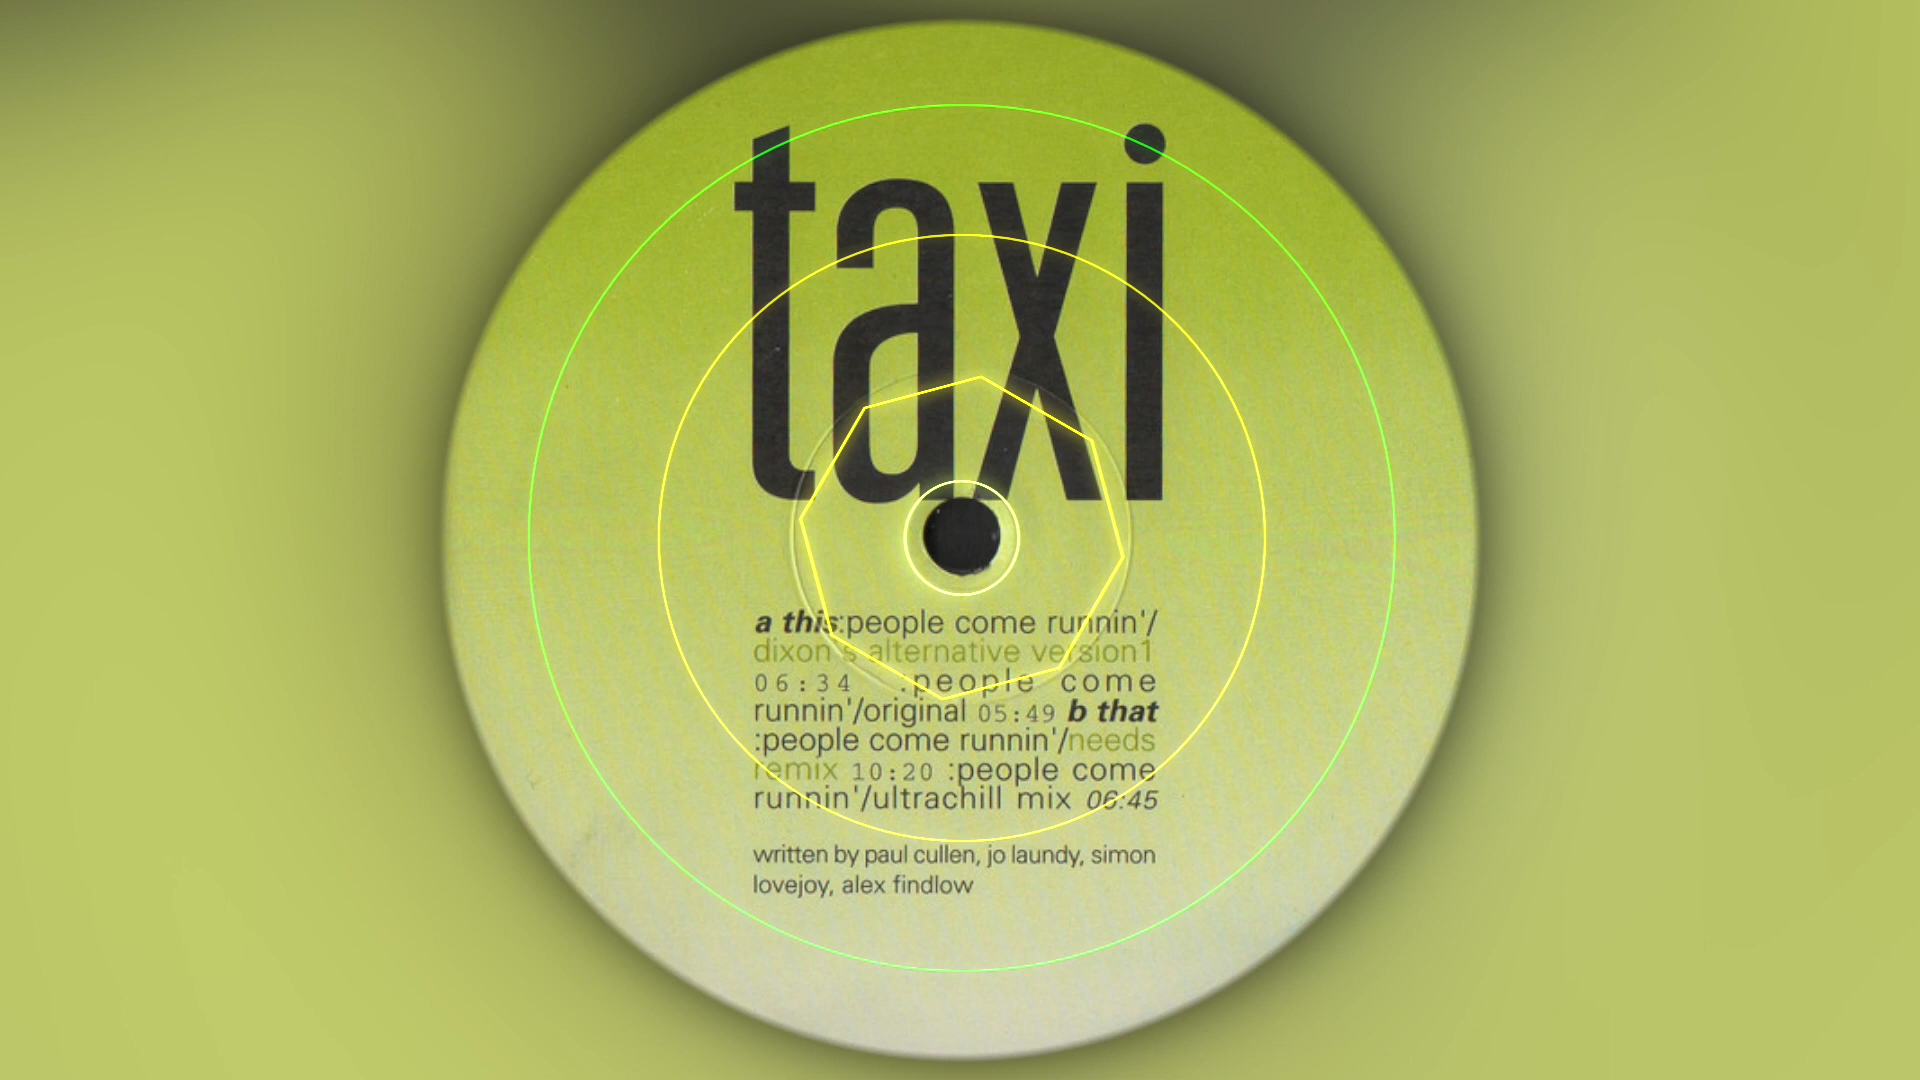 taxi
a this:people come runnin'/
dixon's alternative version1
06:34 :people come
runnin'/original 05:49 b that
:people come runnin'/needs
remix 10:20 :people come
runnin'/ultrachill mix 06:45
written by paul cullen, jo laundy, simon
lovejoy, alex findlow